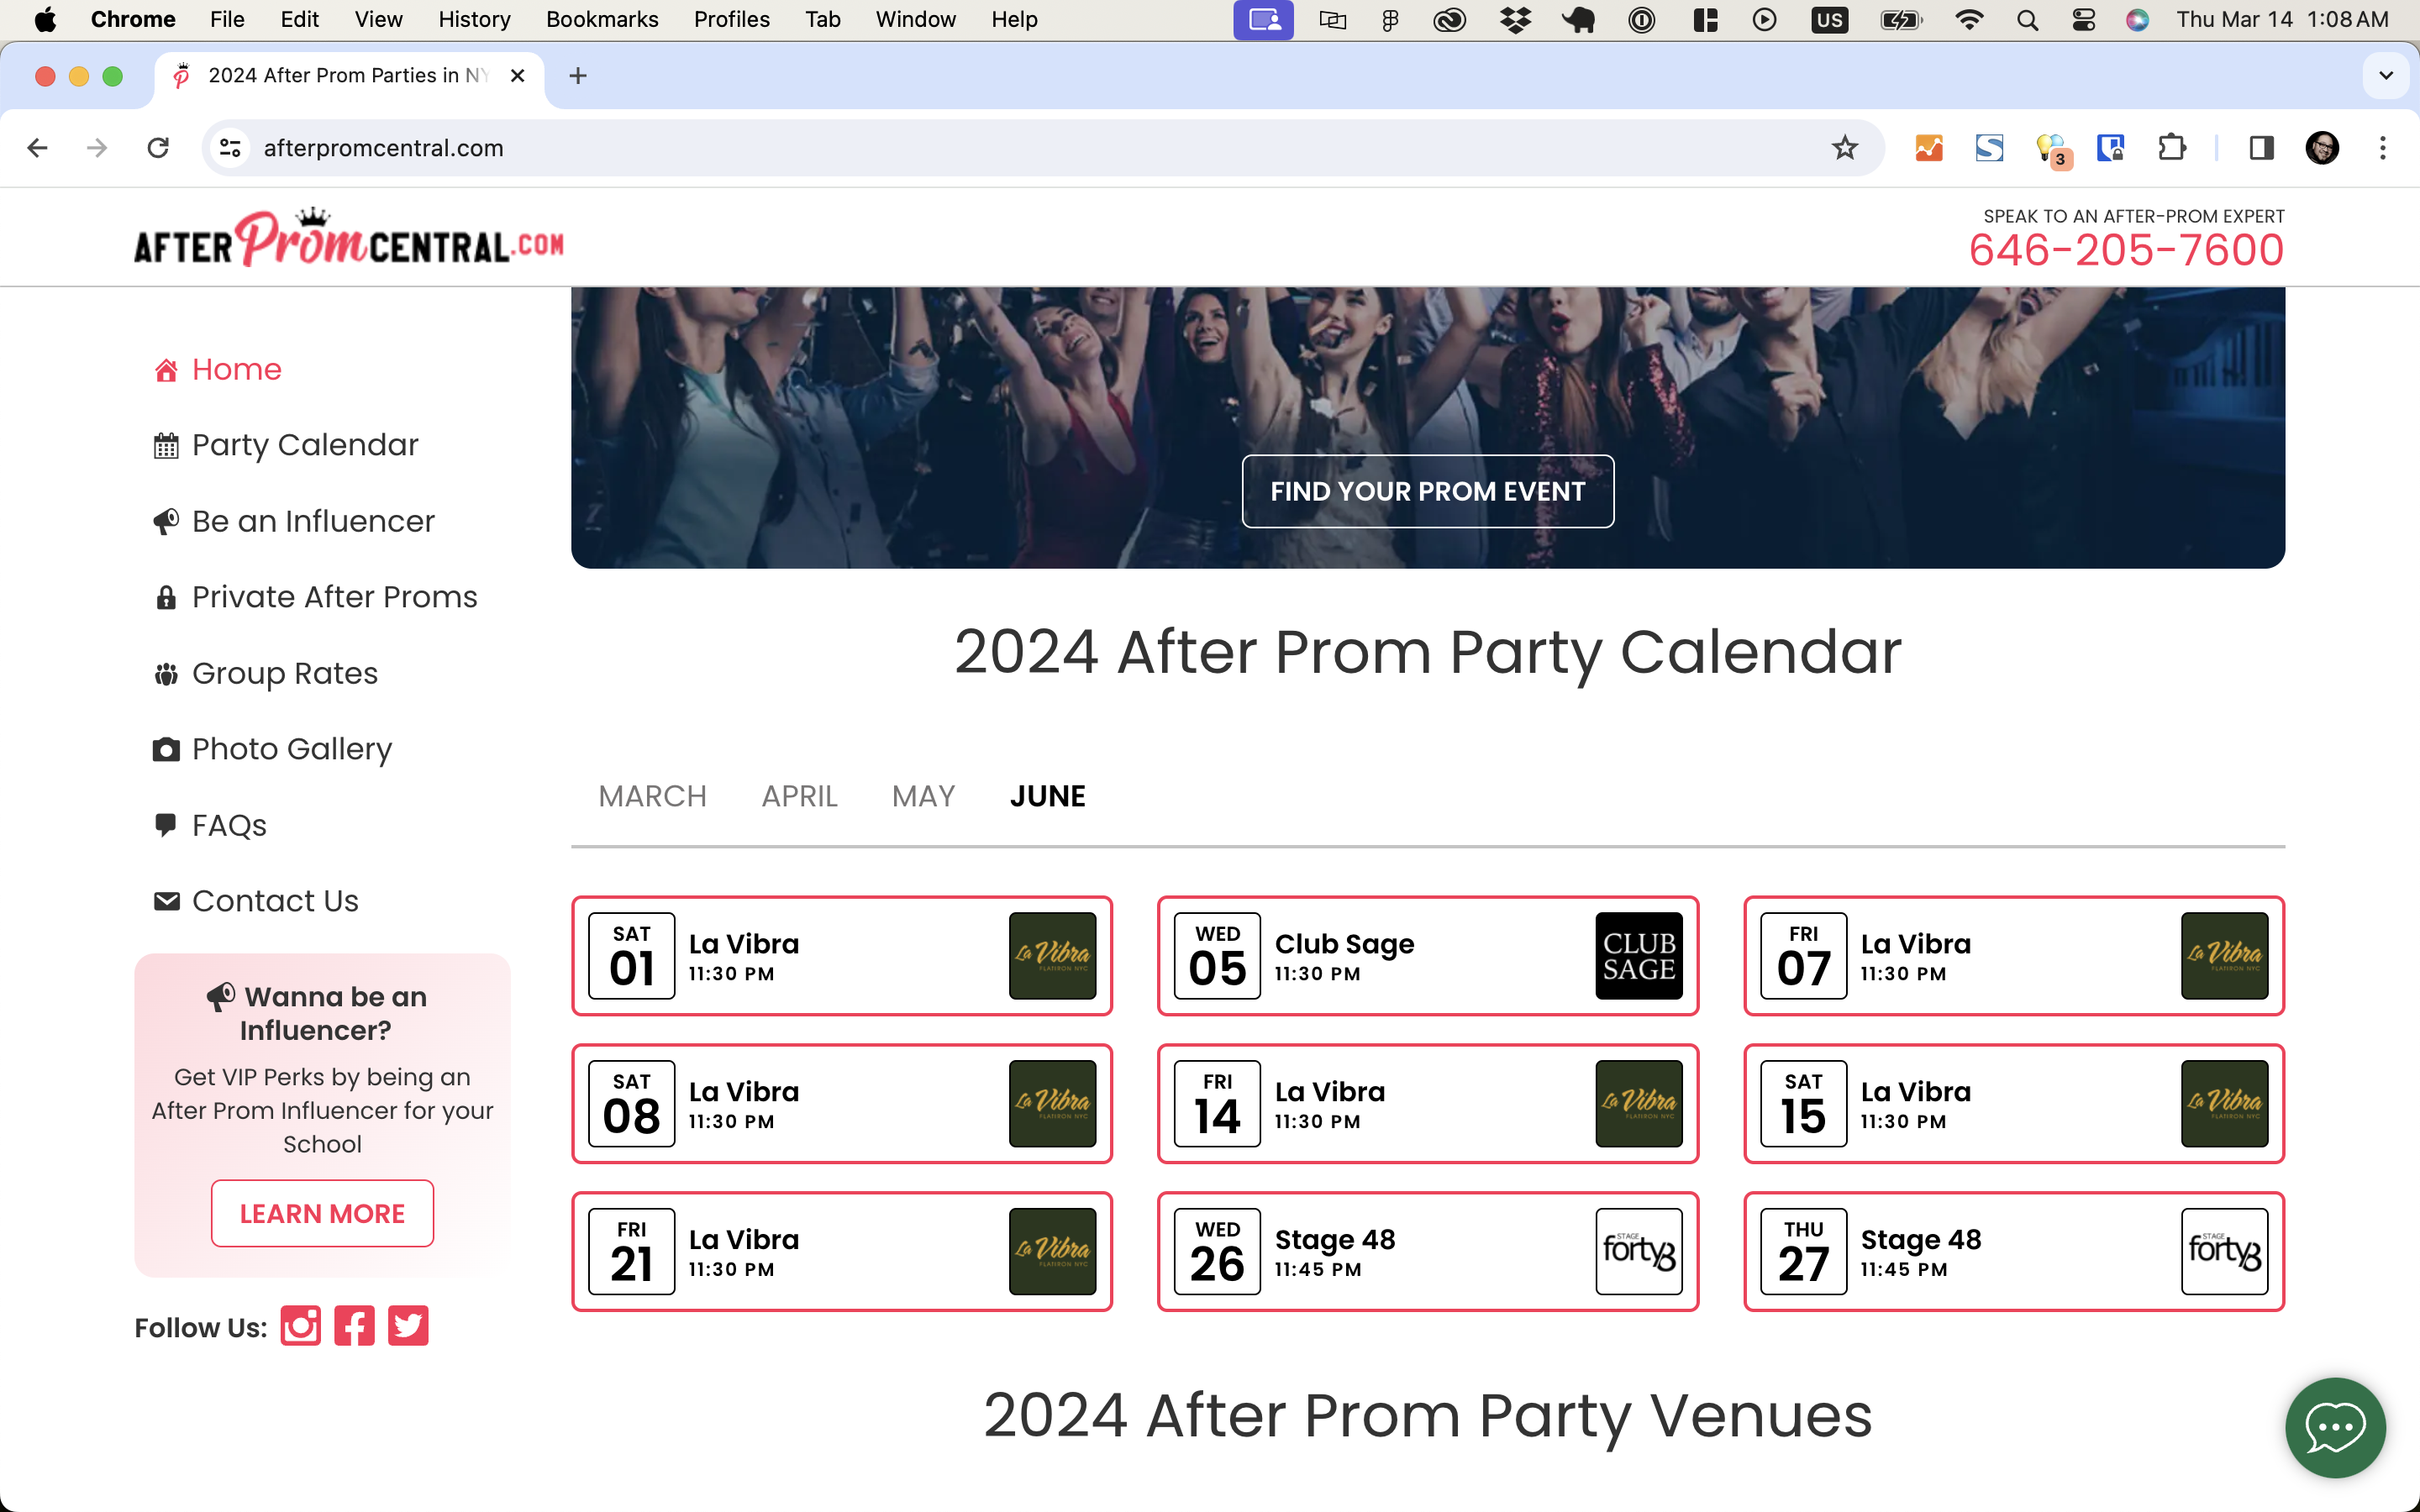 Chrome File Edit View History Bookmarks Profiles Tab Window Help US Thu Mar 14 1:08 AM
2024 After Prom Parties in NY
afterpromcentral.com
3
AFTER Prom CENTRAL.COM
SPEAK TO AN AFTER-PROM EXPERT
646-205-7600
Home
Party Calendar
Be an Influencer
Private After Proms
Group Rates
Photo Gallery
FAQs
Contact Us
Wanna be an
Influencer?
Get VIP Perks by being an
After Prom Influencer for your
School
LEARN MORE
Follow Us:
FIND YOUR PROM EVENT
2024 After Prom Party Calendar
MARCH APRIL MAY JUNE
SAT
01
La Vibra
11:30 PM
La Vibra
FLATIRON NYC
WED
05
Club Sage
11:30 PM
CLUB
SAGE
FRI
07
La Vibra
11:30 PM
La Vibra
FLATIRON NYC
SAT
08
La Vibra
11:30 PM
La Vibra
FLATIRON NYC
FRI
14
La Vibra
11:30 PM
La Vibra
FLATIRON NYC
SAT
15
La Vibra
11:30 PM
La Vibra
FLATIRON NYC
FRI
21
La Vibra
11:30 PM
La Vibra
FLATIRON NYC
WED
26
Stage 48
11:45 PM
STAGE
forty8
THU
27
Stage 48
11:45 PM
STAGE
forty8
2024 After Prom Party Venues